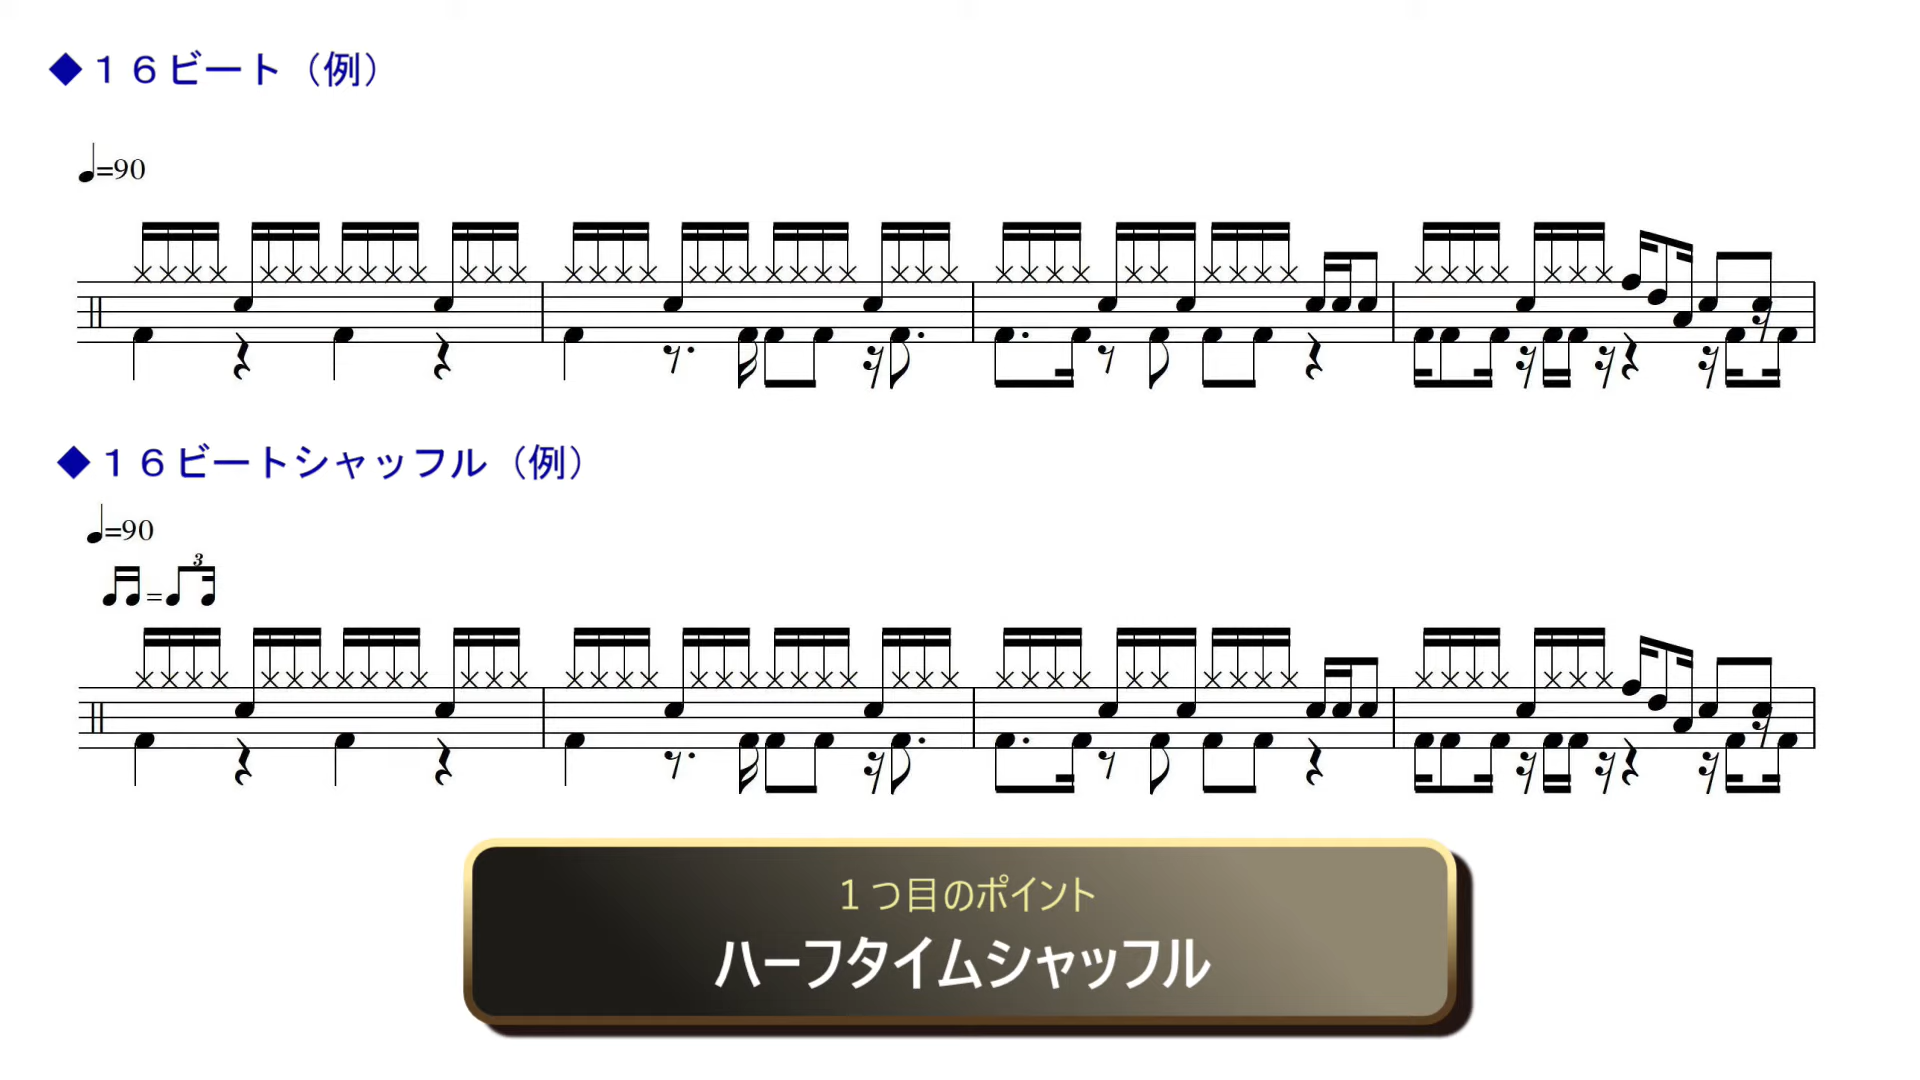 ◆１６ビート（例）
♩=90
◆１６ビートシャッフル（例）
♩=90
3
=
１つ目のポイント
ハーフタイムシャッフル